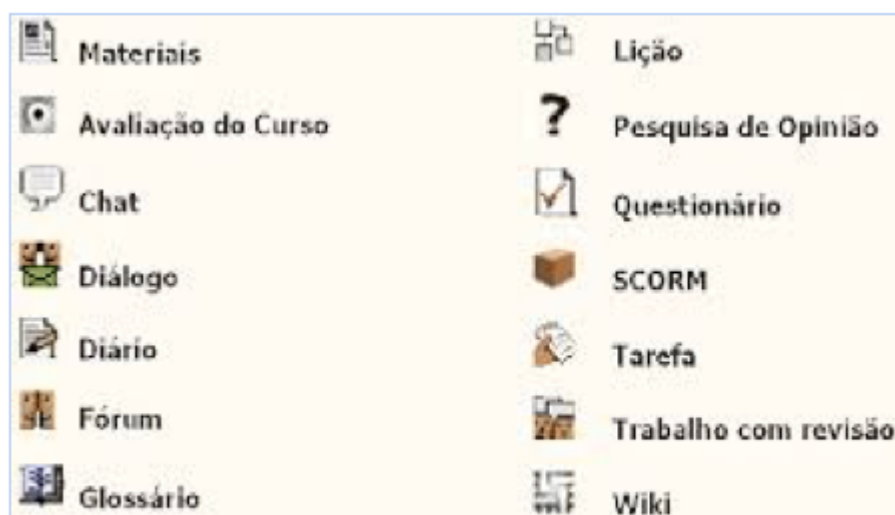 Materiais
Avaliação do Curso
Chat
Diálogo
Diário
Fórum
Glossário
Lição
Pesquisa de Opinião
Questionário
SCORM
Tarefa
Trabalho com revisão
Wiki